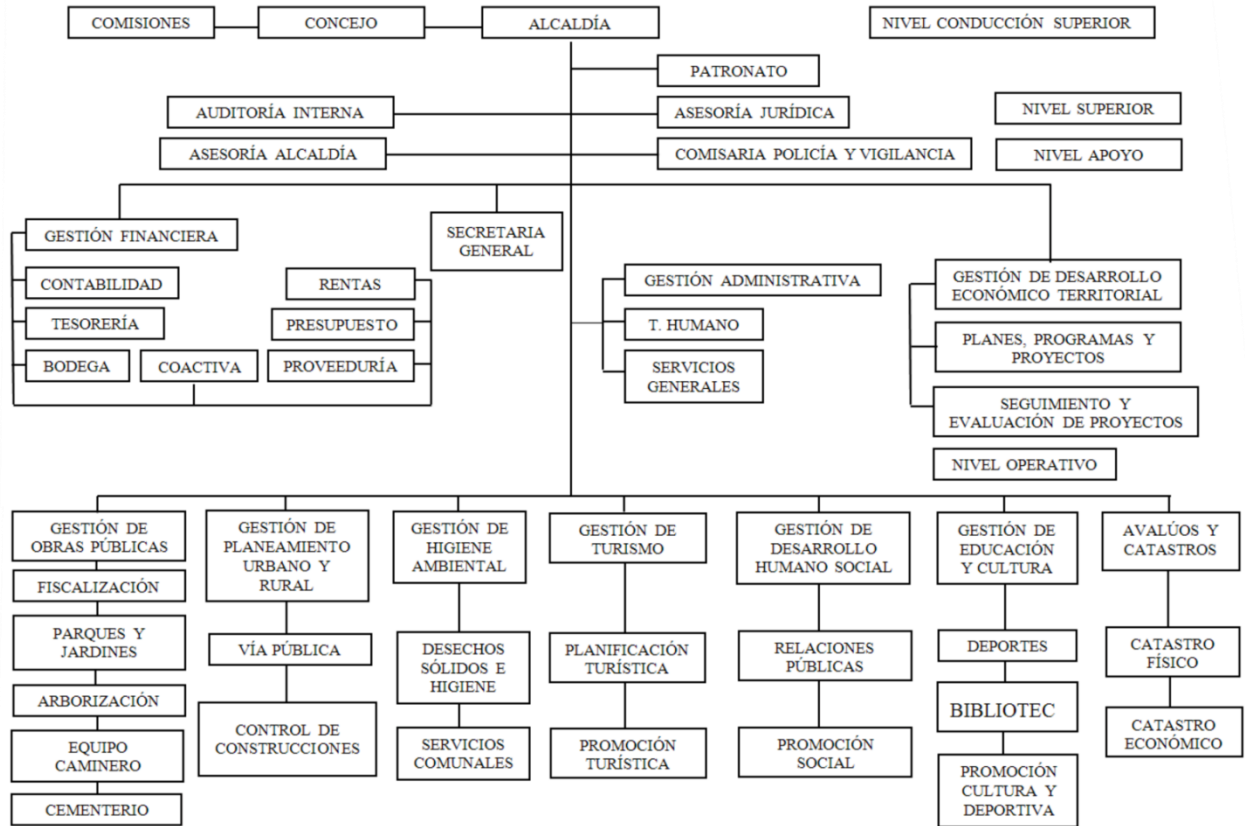 COMISIONES
CONCEJO
ALCALDÍA
NIVEL CONDUCCIÓN SUPERIOR
PATRONATO
AUDITORÍA INTERNA
ASESORÍA JURÍDICA
NIVEL SUPERIOR
ASESORÍA ALCALDÍA
COMISARIA POLICÍA Y VIGILANCIA
NIVEL APOYO
GESTIÓN FINANCIERA
CONTABILIDAD
TESORERÍA
BODEGA
COACTIVA
RENTAS
PRESUPUESTO
PROVEEDURÍA
SECRETARIA
GENERAL
GESTIÓN ADMINISTRATIVA
T. HUMANO
SERVICIOS
GENERALES
GESTIÓN DE DESARROLLO
ECONÓMICO TERRITORIAL
PLANES, PROGRAMAS Y
PROYECTOS
SEGUIMIENTO Y
EVALUACIÓN DE PROYECTOS
NIVEL OPERATIVO
GESTIÓN DE
OBRAS PÚBLICAS
FISCALIZACIÓN
PARQUES Y
JARDINES
ARBORIZACIÓN
EQUIPO
CAMINERO
CEMENTERIO
GESTIÓN DE
PLANEAMIENTO
URBANO Y
RURAL
VÍA PÚBLICA
CONTROL DE
CONSTRUCCIONES
GESTIÓN DE
HIGIENE
AMBIENTAL
DESECHOS
SÓLIDOS E
HIGIENE
SERVICIOS
COMUNALES
GESTIÓN DE
TURISMO
PLANIFICACIÓN
TURÍSTICA
PROMOCIÓN
TURÍSTICA
GESTIÓN DE
DESARROLLO
HUMANO SOCIAL
RELACIONES
PÚBLICAS
PROMOCIÓN
SOCIAL
GESTIÓN DE
EDUCACIÓN
Y CULTURA
DEPORTES
BIBLIOTEC
PROMOCIÓN
CULTURA Y
DEPORTIVA
AVALÚOS Y
CATASTROS
CATASTRO
FÍSICO
CATASTRO
ECONÓMICO